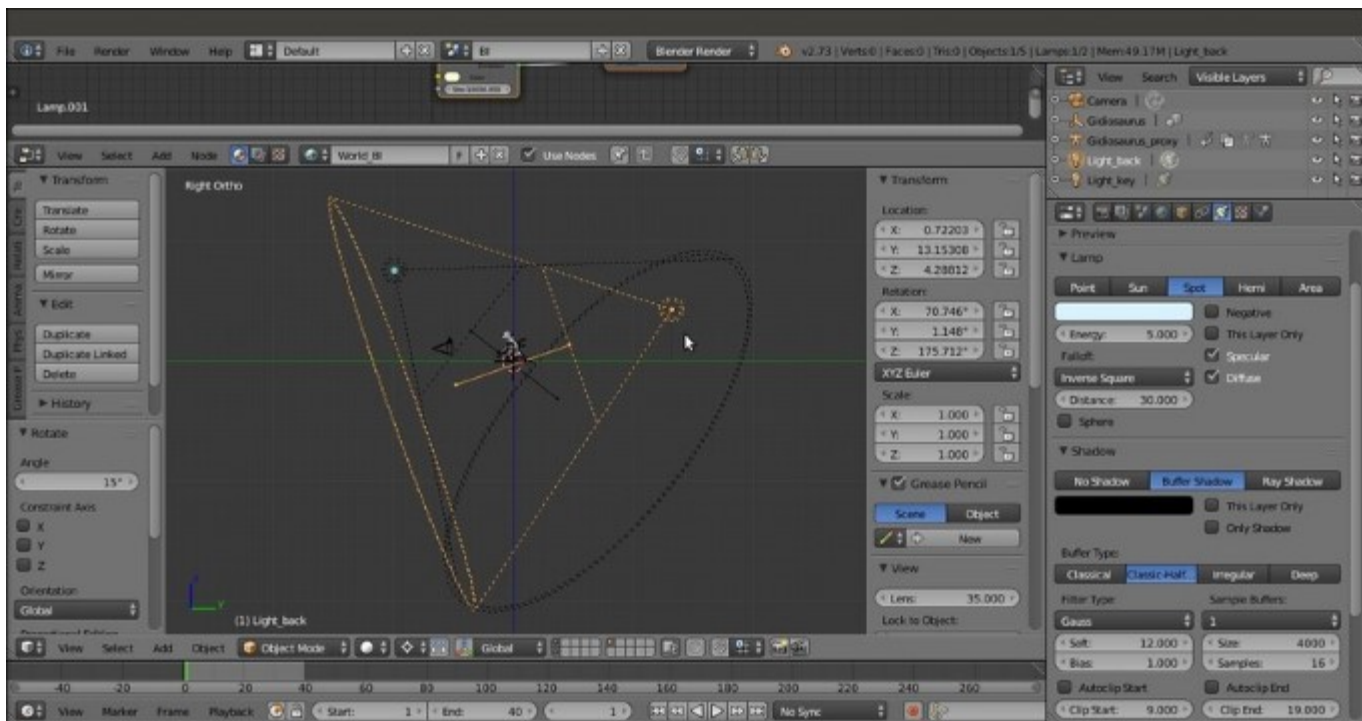 File Render Window Help Default BI Blender Render v2.73 | Verts:0 | Faces:0 | Tris:0 | Objects:1/5 | Lamps:1/2 | Mem:49.17M | Light_back
Lamp.001
View Select Add Node World_BI F Use Nodes
Transform
Translate
Rotate
Scale
Mirror
Edit
Duplicate
Duplicate Linked
Delete
History
Rotate
Angle
15°
Constraint Axis
X
Y
Z
Orientation
Global
Right Ortho
(1) Light_back
Transform
Location:
X: 0.72203
Y: 13.15308
Z: 4.28812
Rotation:
X: 70.746°
Y: 1.148°
Z: 175.712°
XYZ Euler
Scale:
X: 1.000
Y: 1.000
Z: 1.000
Grease Pencil
Scene Object
New
View
Lens: 35.000
Lock to Object:
View Select Add Object Object Mode Global
-40 -20 0 20 40 60 80 100 120 140 160 180 200 220 240 260
View Marker Frame Playback Start: 1 End: 40 1 No Sync
View Search Visible Layers
Camera
Gidiosaurus
Gidiosaurus_proxy
Light_back
Light_key
Preview
Lamp
Point Sun Spot Hemi Area
Negative
Energy: 5.000 This Layer Only
Falloff: Specular
Inverse Square Diffuse
Distance: 30.000
Sphere
Shadow
No Shadow Buffer Shadow Ray Shadow
This Layer Only
Only Shadow
Buffer Type:
Classical Classic-Half Irregular Deep
Filter Type: Sample Buffers:
Gauss 1
Soft: 12.000 Size: 4000
Bias: 1.000 Samples: 16
Autoclip Start Autoclip End
Clip Start: 9.000 Clip End: 19.000